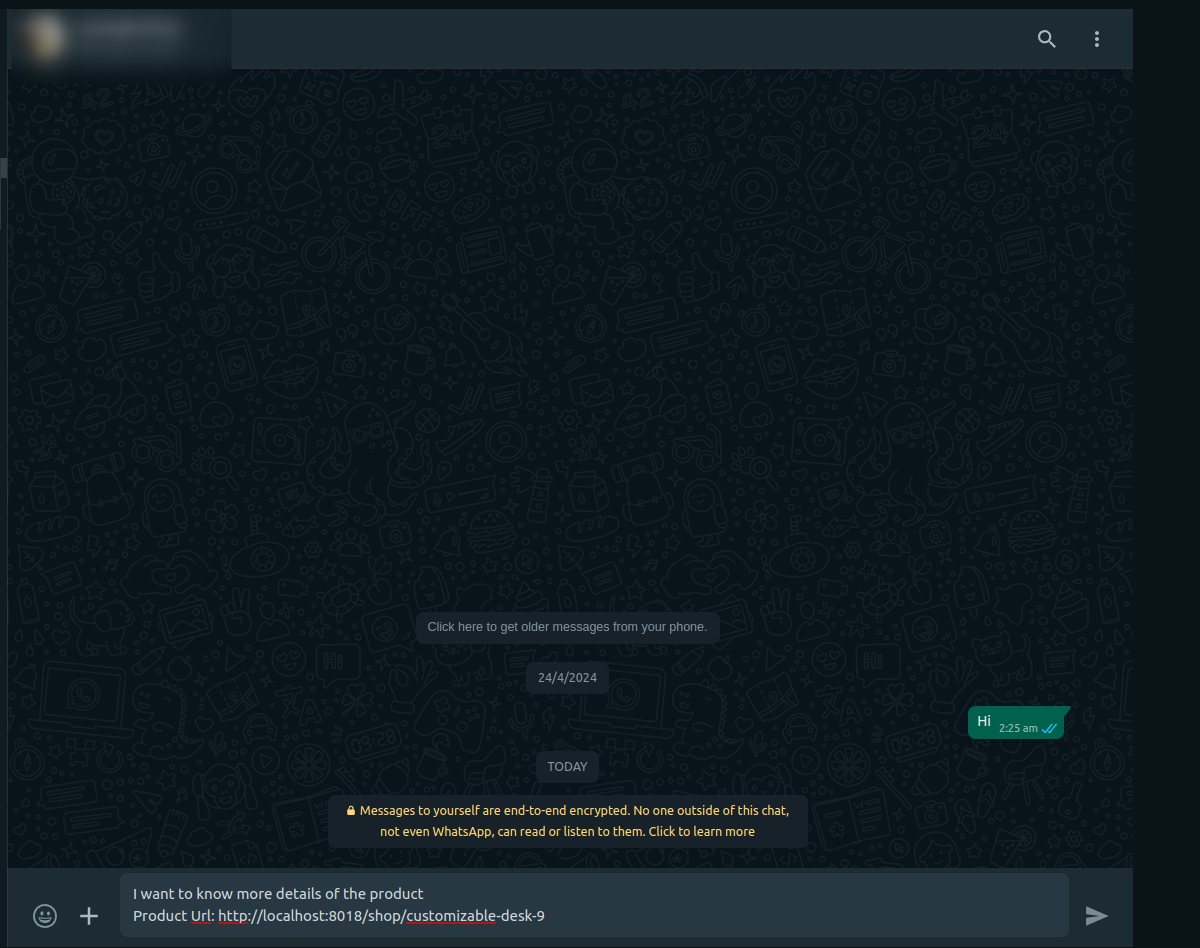 Click here to get older messages from your phone.
24/4/2024
Hi 2:25 am
TODAY
Messages to yourself are end-to-end encrypted. No one outside of this chat,
not even WhatsApp, can read or listen to them. Click to learn more
I want to know more details of the product
Product Url: http://localhost:8018/shop/customizable-desk-9